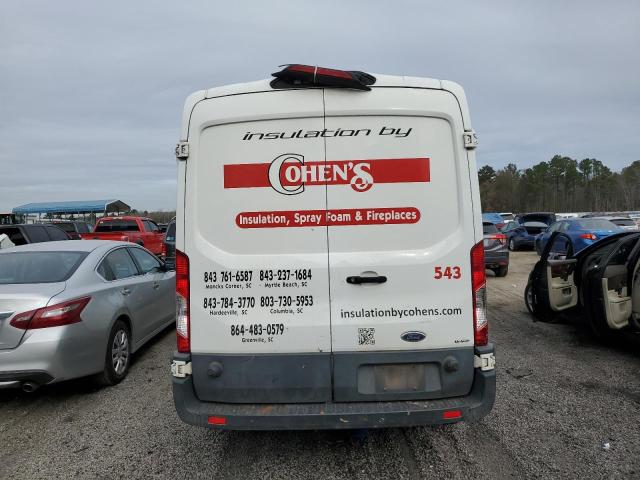 insulation by
COHEN'S
Insulation, Spray Foam & Fireplaces
843 761-6587 843-237-1684
Moncks Corner, SC - Myrtle Beach, SC
543
843-784-3770 803-730-5953
Hardeeville, SC Columbia, SC
insulationbycohens.com
864-483-0579
Greenville, SC
Ford